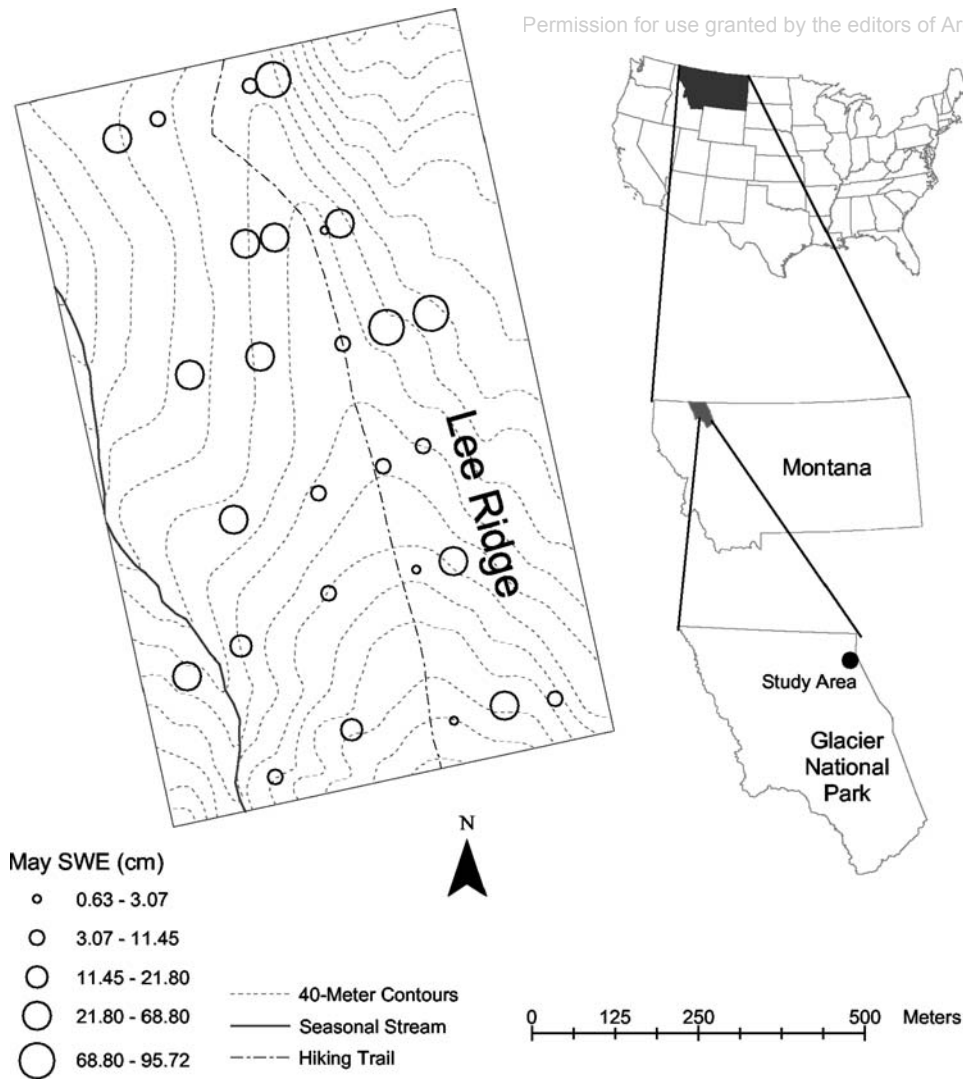 Permission for use granted by the editors of Ar
Lee Ridge
Montana
Study Area
Glacier
National
Park
N
May SWE (cm)
0.63 - 3.07
3.07 - 11.45
11.45 - 21.80
21.80 - 68.80
68.80 - 95.72
40-Meter Contours
Seasonal Stream
Hiking Trail
0 125 250 500 Meters